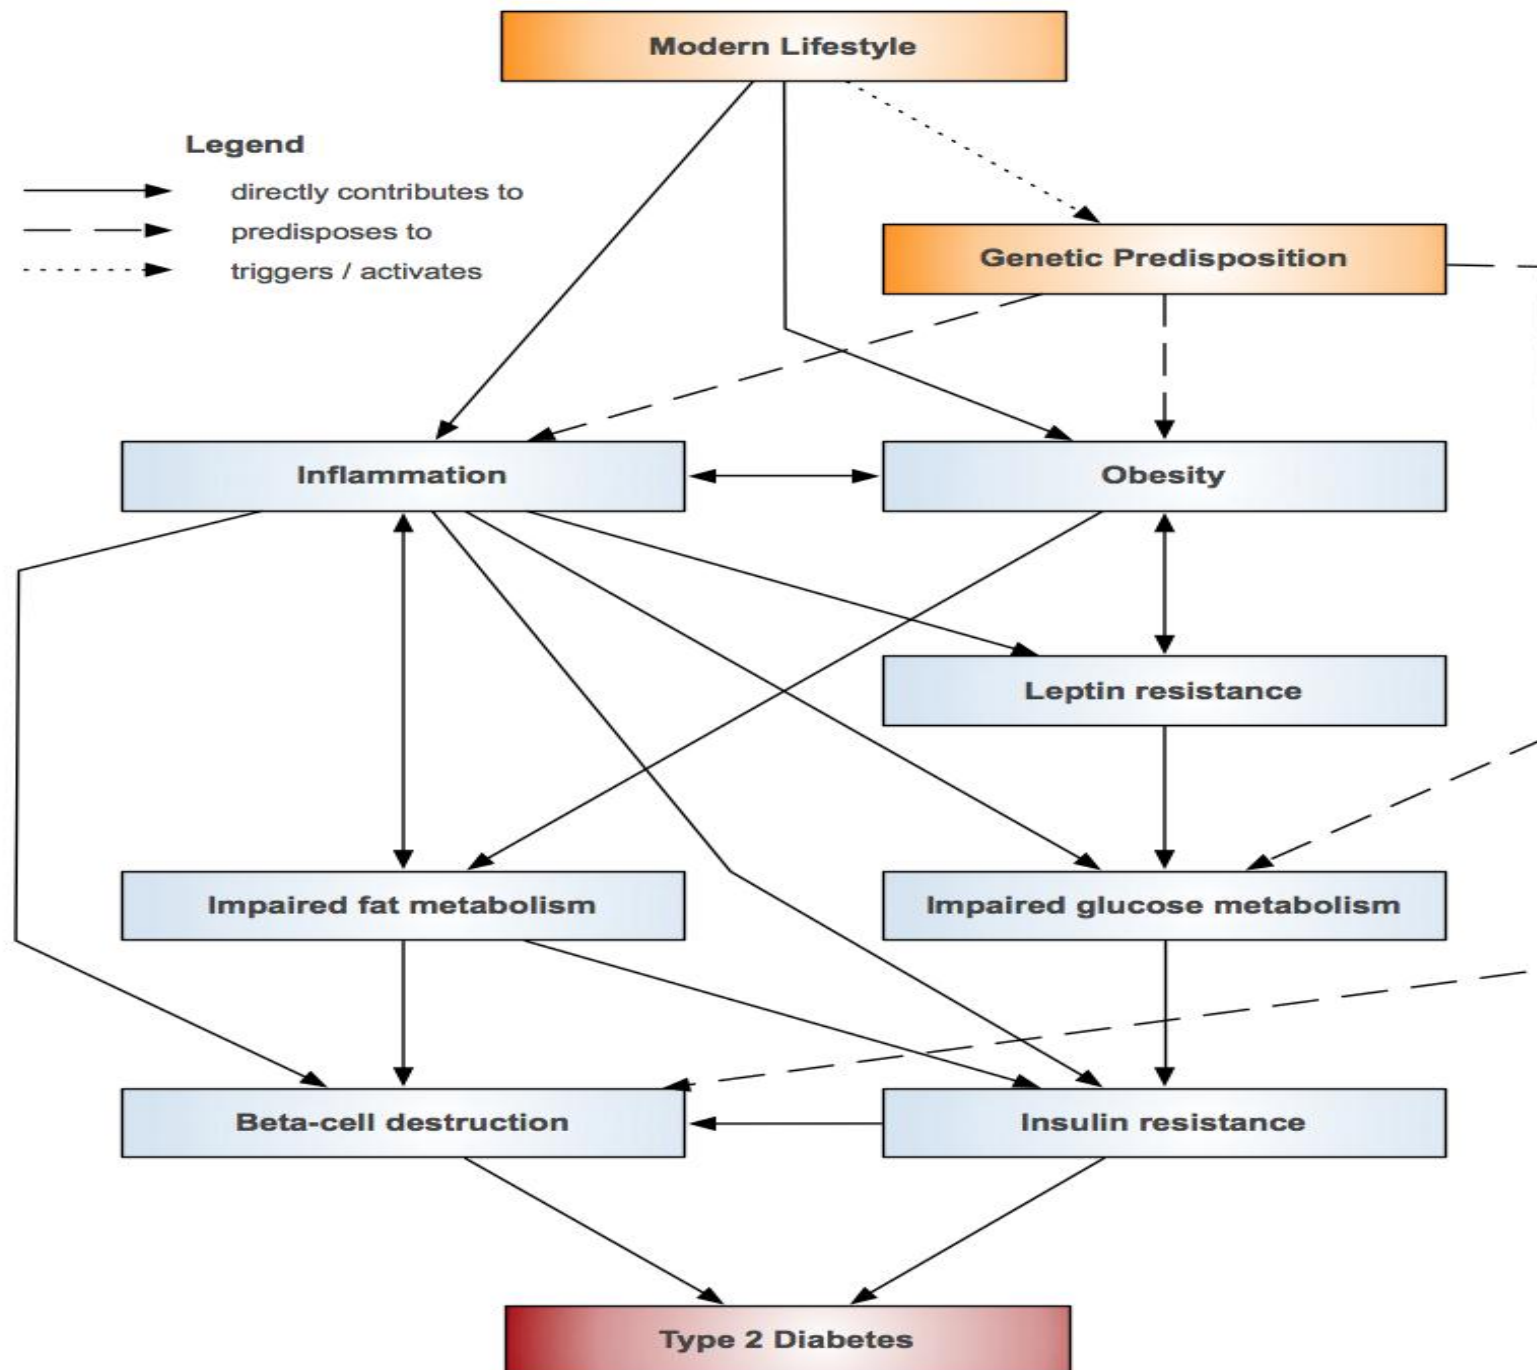 Modern Lifestyle
Legend
directly contributes to
predisposes to
triggers / activates
Genetic Predisposition
Inflammation
Obesity
Leptin resistance
Impaired fat metabolism
Impaired glucose metabolism
Beta-cell destruction
Insulin resistance
Type 2 Diabetes